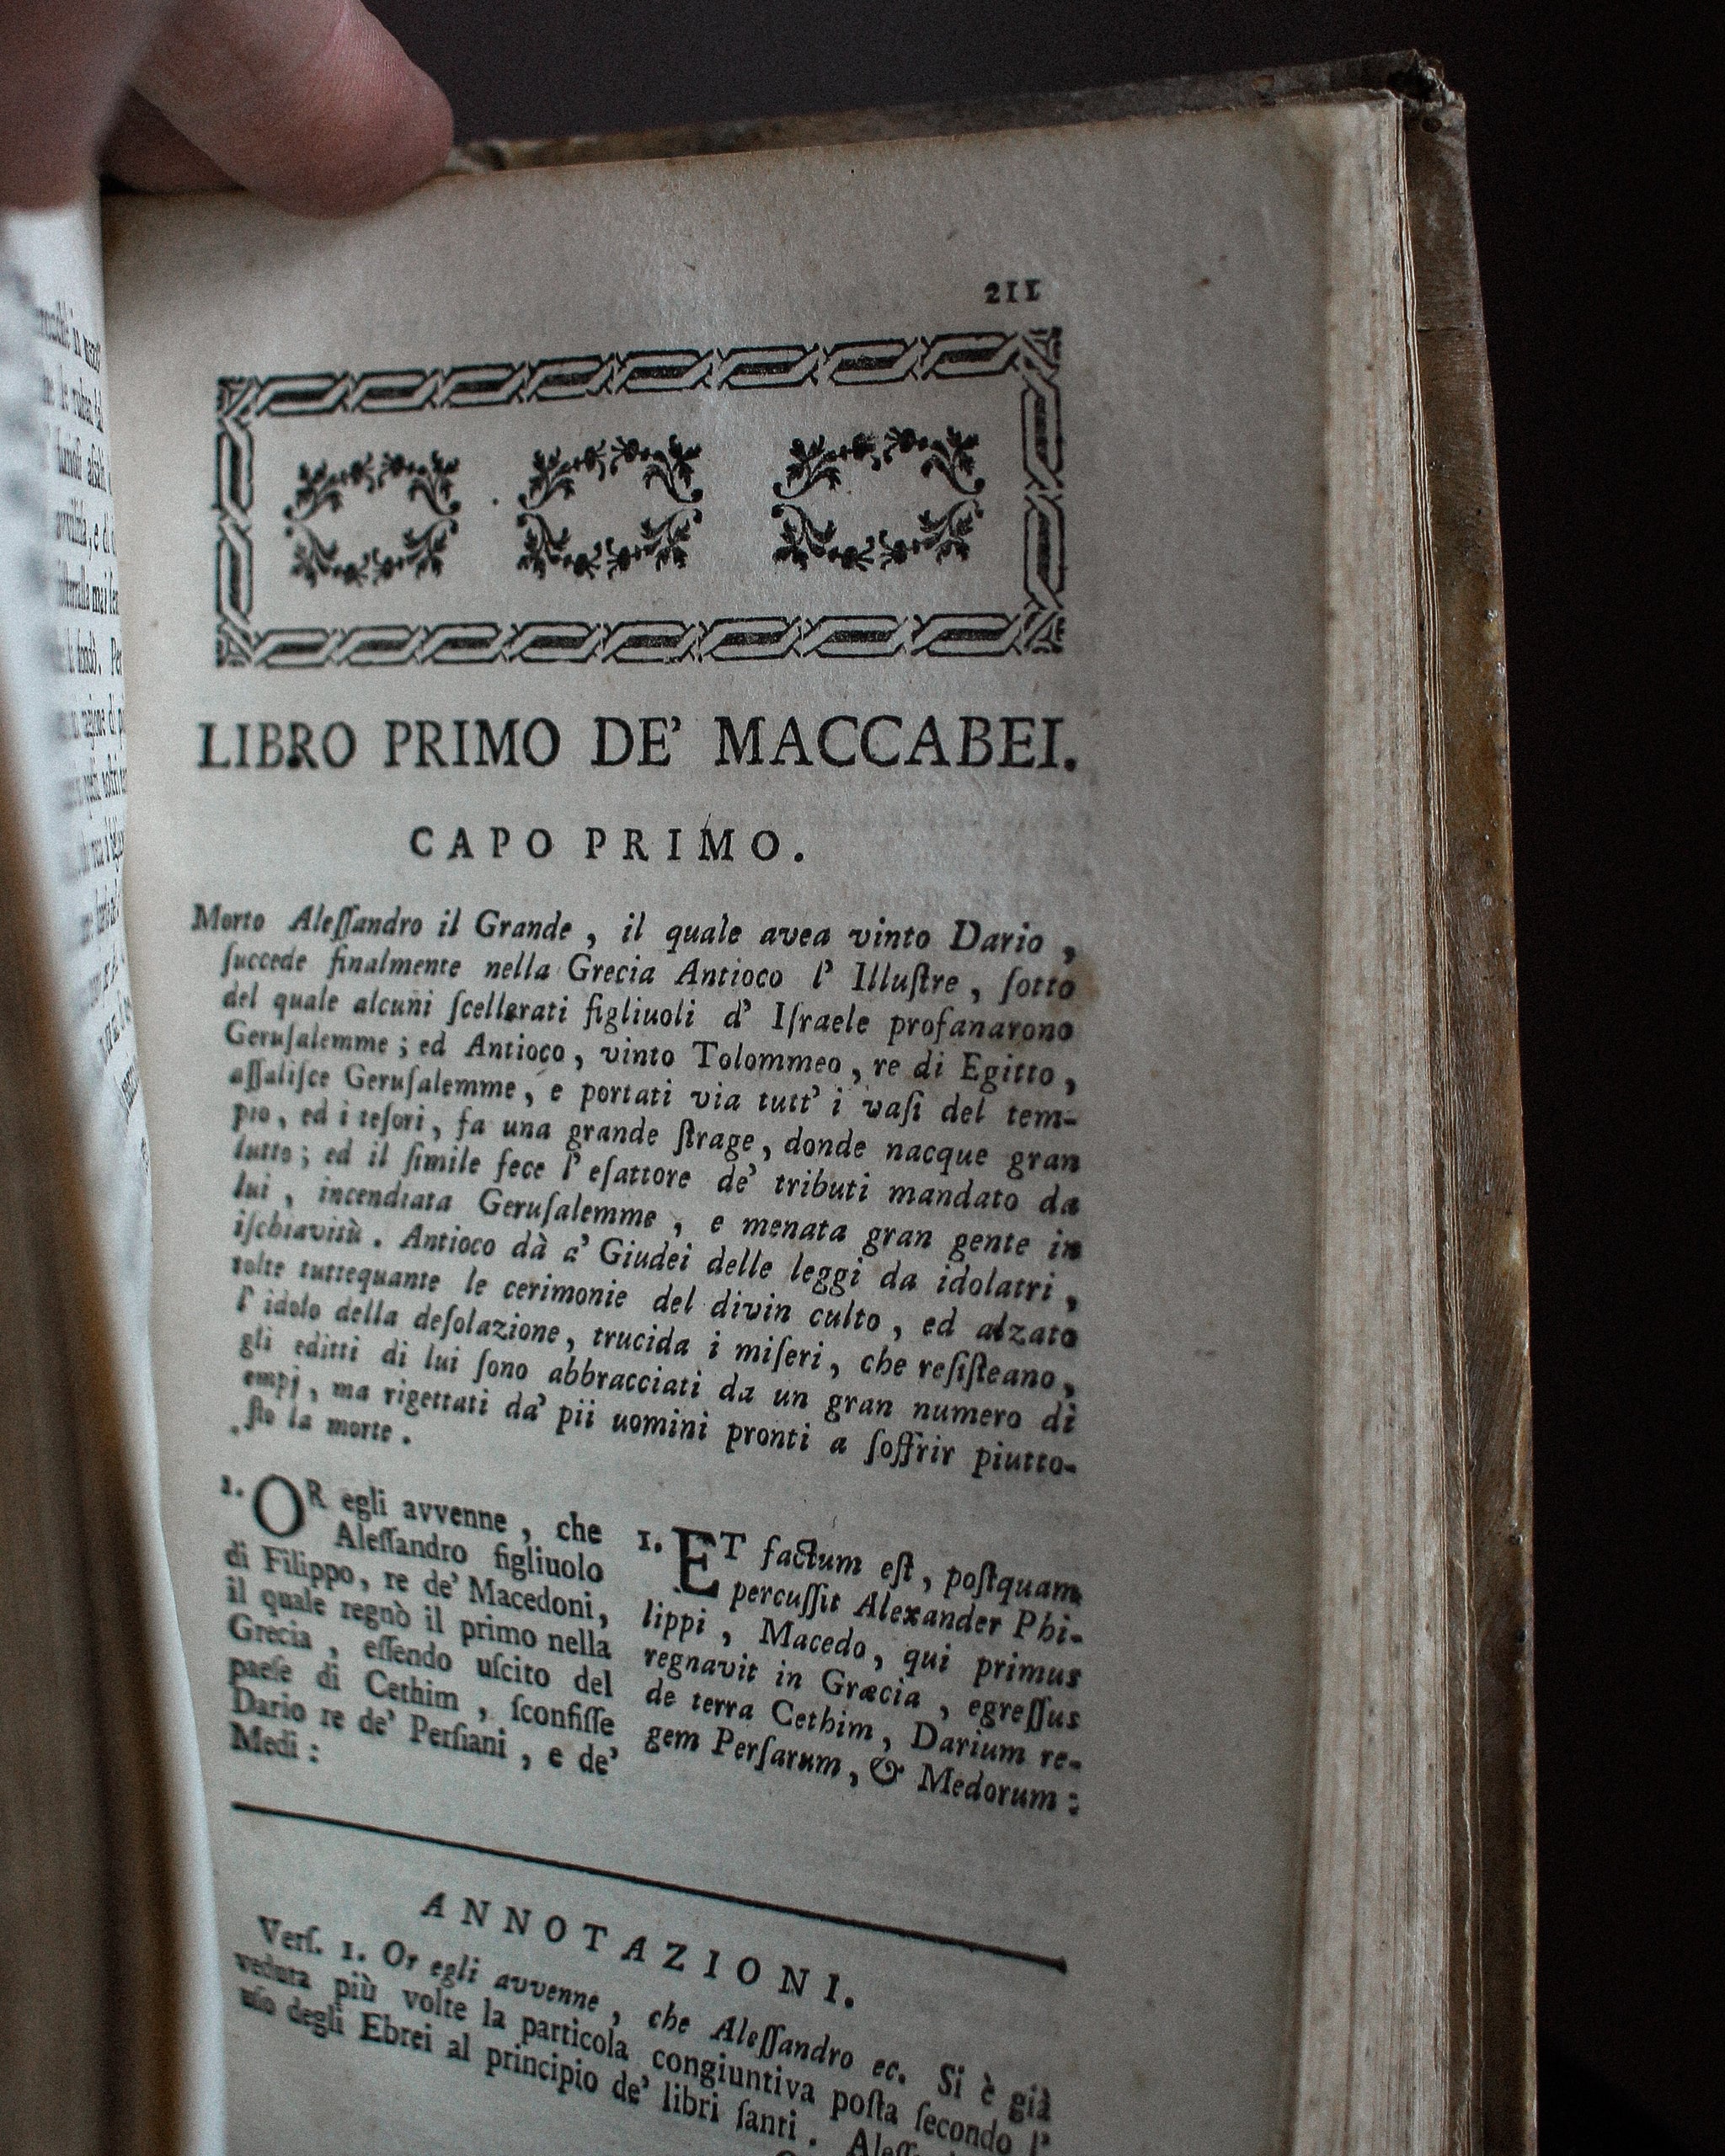 211
LIBRO PRIMO DE' MACCABEI.
CAPO PRIMO.
Morto Aleſſandro il Grande, il quale avea vinto Dario,
ſuccede finalmente nella Grecia Antioco l' Illuſtre, ſotto
del quale alcuni ſcellerati figliuoli d' Iſraele profanarono
Geruſalemme; ed Antioco, vinto Tolommeo, re di Egitto,
aſſaliſce Geruſalemme, e portati via tutt' i vaſi del tem-
pio, ed i teſori, fa una grande ſtrage, donde nacque gran
lutto; ed il ſimile fece l' eſattore de' tributi mandato da
lui, incendiata Geruſalemme, e menata gran gente in
iſchiavitù. Antioco dà a' Giudei delle leggi da idolatri,
tolte tuttequante le cerimonie del divin culto, ed alzato
l' idolo della deſolazione, trucida i miſeri, che reſiſteano,
gli editti di lui ſono abbracciati da un gran numero di
empj, ma rigettati da' pii uomini pronti a ſoffrir piutto-
ſto la morte.
1. OR egli avvenne, che
Aleſſandro figliuolo
di Filippo, re de' Macedoni,
il quale regnò il primo nella
Grecia, eſſendo uſcito del
paeſe di Cethim, ſconfiſſe
Dario re de' Perſiani, e de'
Medi:
1. ET factum eſt, poſtquam
percuſſit Alexander Phi-
lippi, Macedo, qui primus
regnavit in Græcia, egreſſus
de terra Cethim, Darium re-
gem Perſarum, & Medorum:
ANNOTAZIONI.
Verſ. 1. Or egli avvenne, che Aleſſandro ec. Si è già
veduta più volte la particola congiuntiva poſta ſecondo l'
uſo degli Ebrei al principio de' libri ſanti.